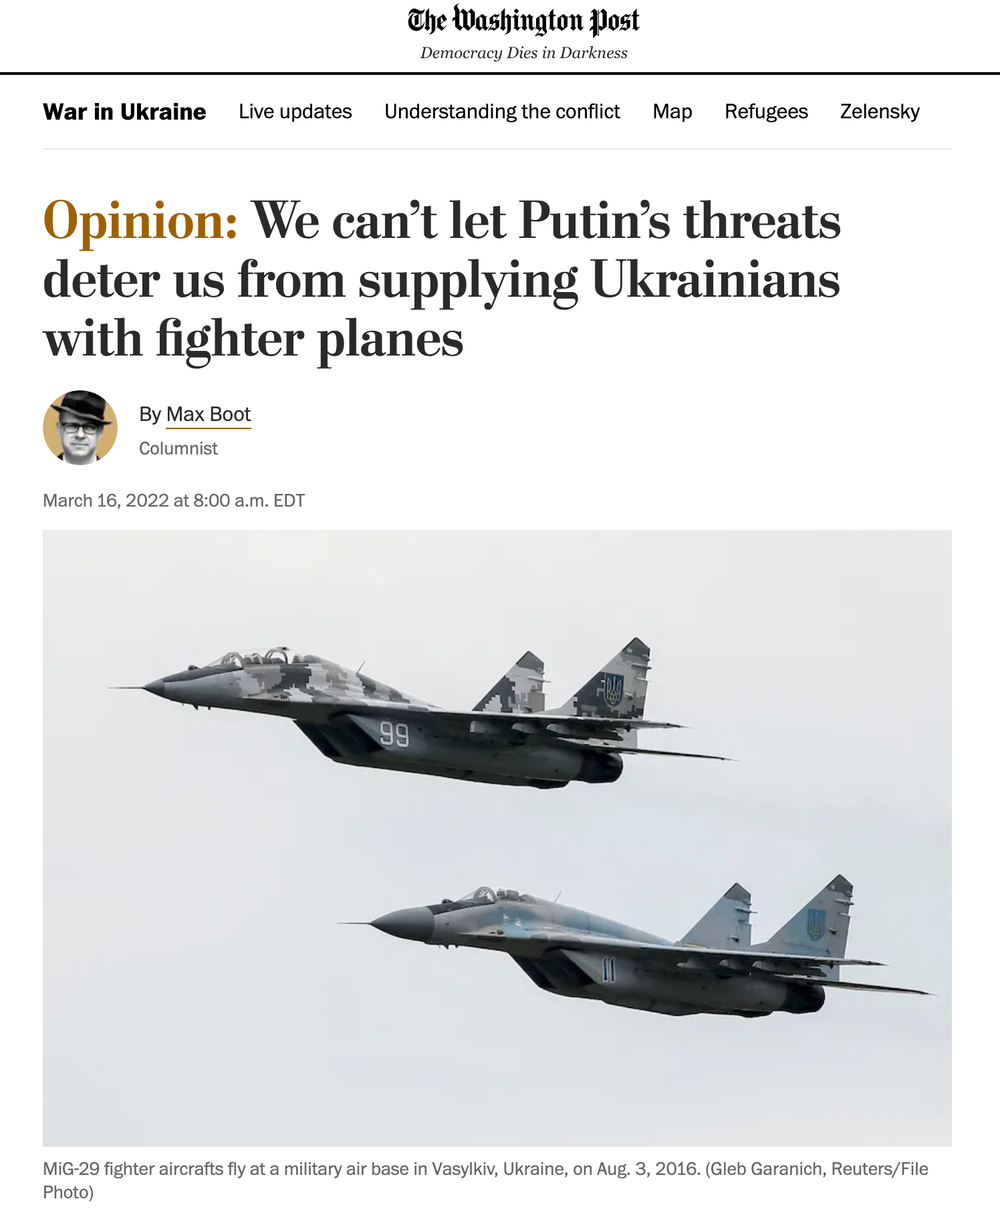 The Washington Post
Democracy Dies in Darkness
War in Ukraine Live updates Understanding the conflict Map Refugees Zelensky
Opinion: We can’t let Putin’s threats
deter us from supplying Ukrainians
with fighter planes
By Max Boot
Columnist
March 16, 2022 at 8:00 a.m. EDT
99
11
MiG-29 fighter aircrafts fly at a military air base in Vasylkiv, Ukraine, on Aug. 3, 2016. (Gleb Garanich, Reuters/File
Photo)